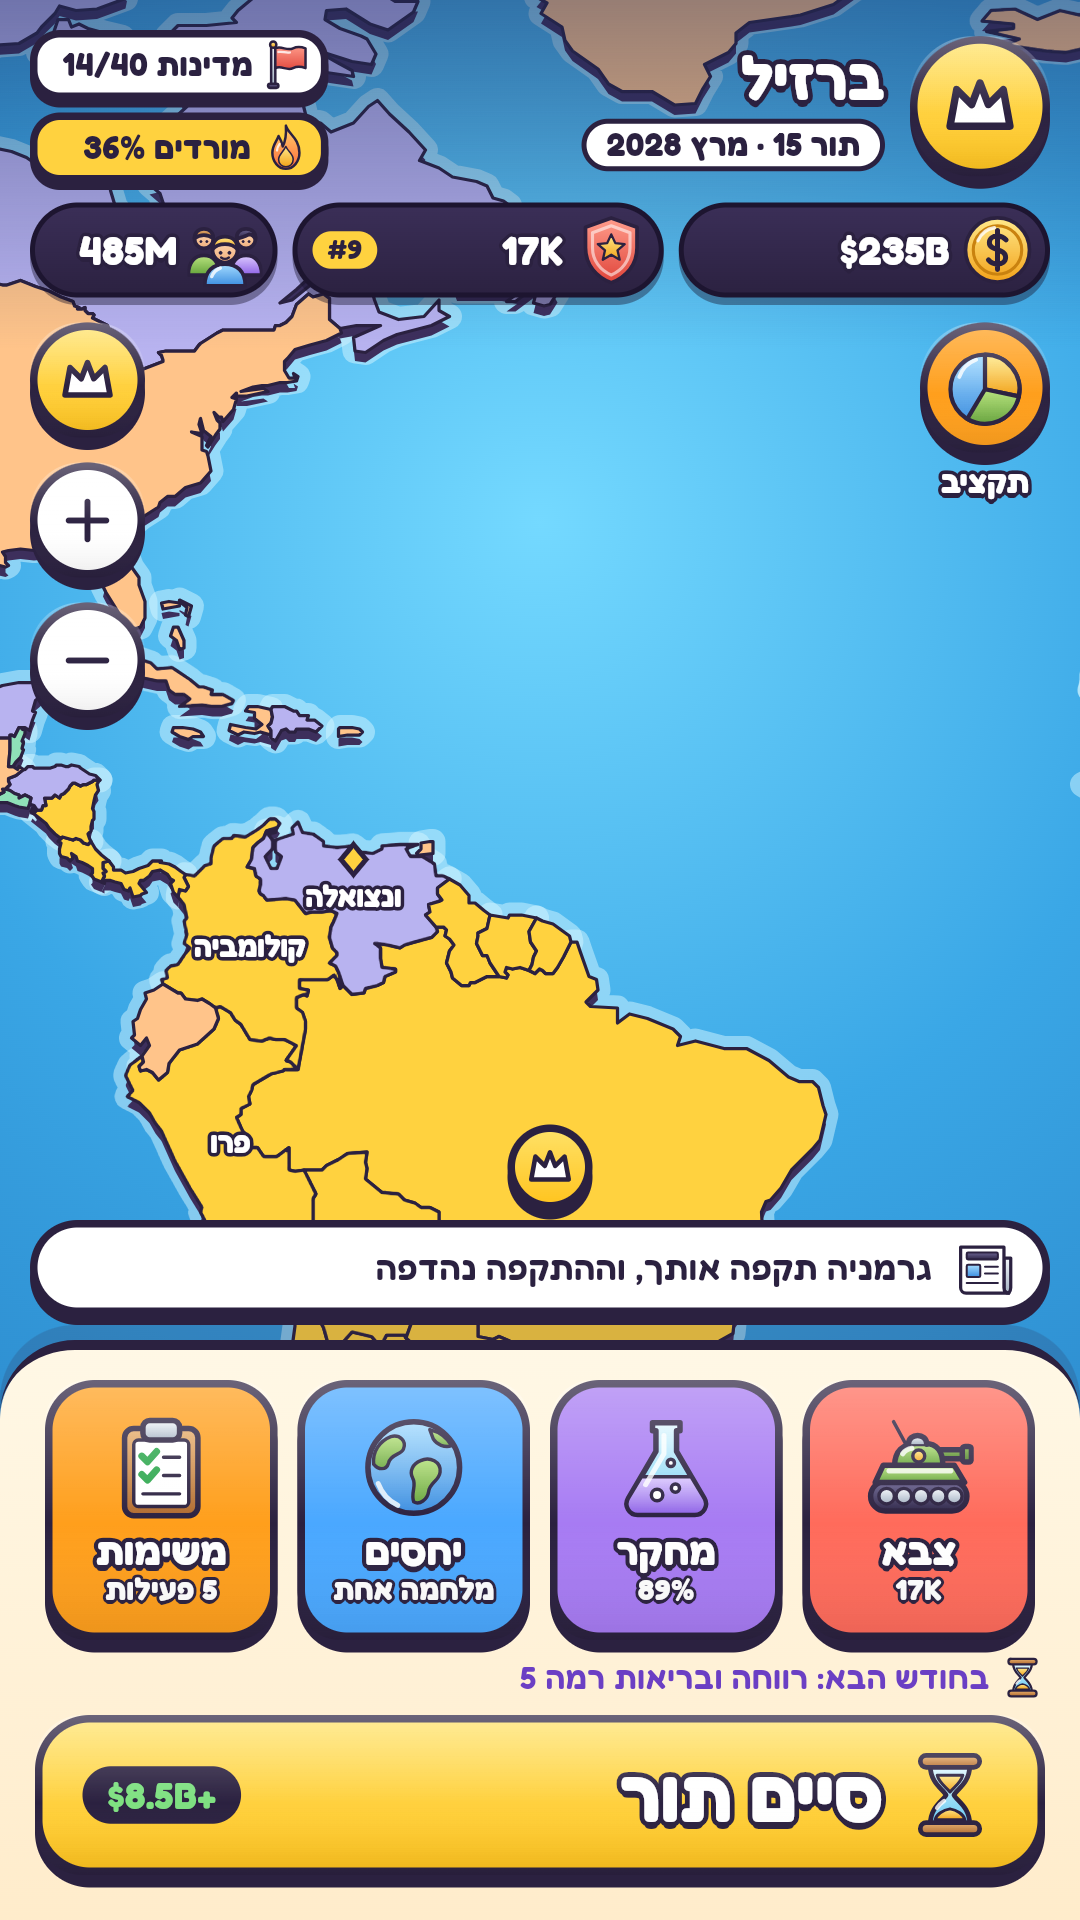 ברזיל
תור 15 · מרץ 2028
מדינות 14/40
מורדים 36%
$235B
17K
#9
485M
תקציב
ונצואלה
קולומביה
פרו
גרמניה תקפה אותך, וההתקפה נהדפה
צבא
17K
מחקר
89%
יחסים
מלחמה אחת
משימות
5 פעילות
בחודש הבא: רווחה ובריאות רמה 5
סיים תור
$8.5B+